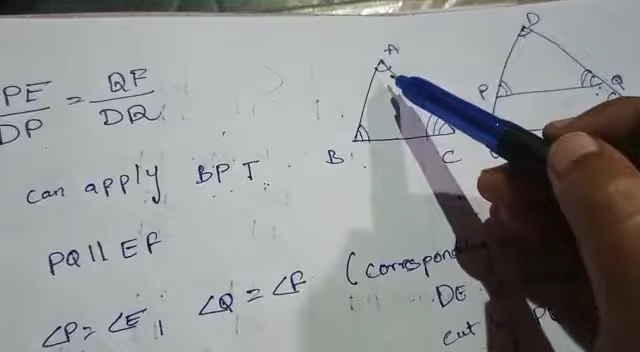 PE/DP = QF/DQ
can apply BPT
PQ || EF
∠P = ∠E, ∠Q = ∠F (correspond
DE
cut
A
B
C
D
P
Q